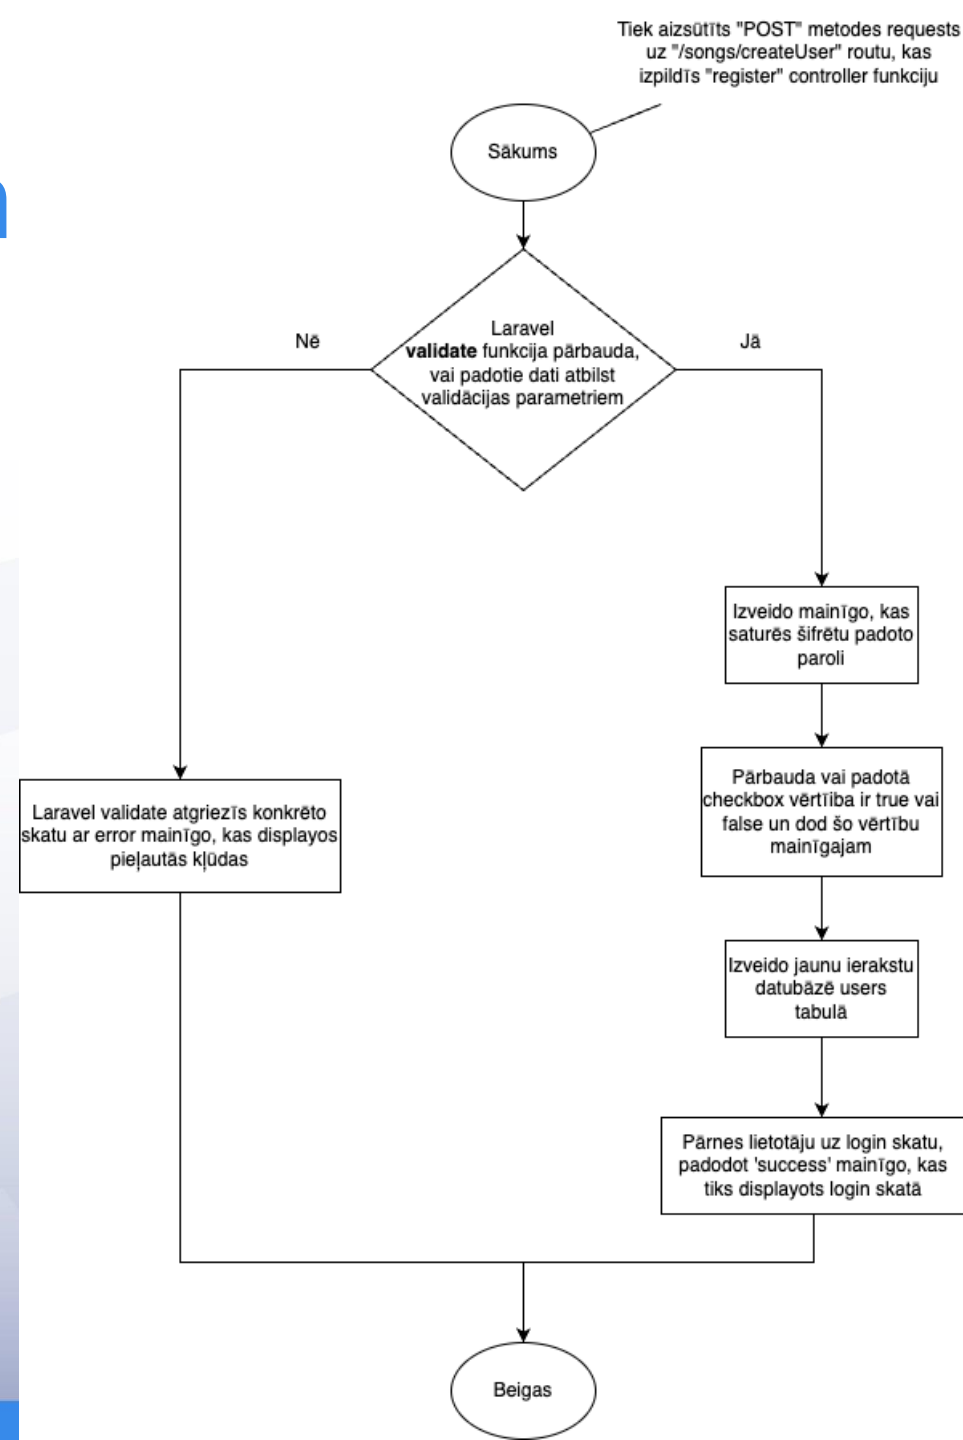 Tiek aizsūtīts "POST" metodes requests
uz "/songs/createUser" routu, kas
izpildīs "register" controller funkciju
Sākums
Nē
Jā
Laravel
validate funkcija pārbauda,
vai padotie dati atbilst
validācijas parametriem
Izveido mainīgo, kas
saturēs šifrētu padoto
paroli
Pārbauda vai padotā
checkbox vērtīiba ir true vai
false un dod šo vērtību
mainīgajam
Laravel validate atgriezīs konkrēto
skatu ar error mainīgo, kas displayos
pieļautās kļūdas
Izveido jaunu ierakstu
datubāzē users
tabulā
Pārnes lietotāju uz login skatu,
padodot 'success' mainīgo, kas
tiks displayots login skatā
Beigas